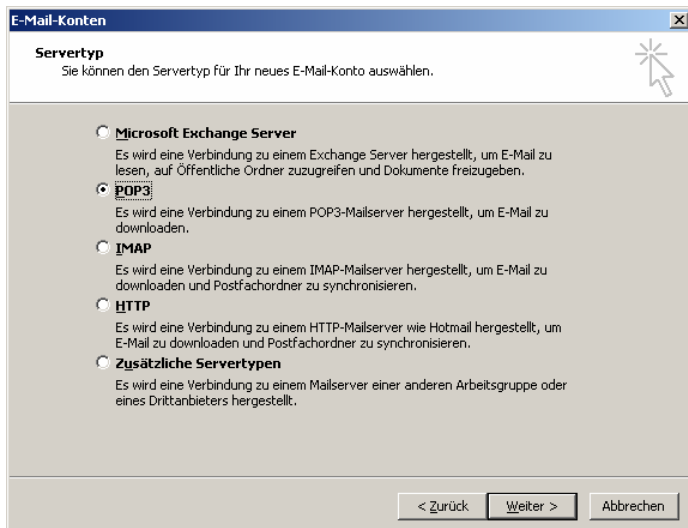 E-Mail-Konten
Servertyp
Sie können den Servertyp für Ihr neues E-Mail-Konto auswählen.
Microsoft Exchange Server
Es wird eine Verbindung zu einem Exchange Server hergestellt, um E-Mail zu
lesen, auf Öffentliche Ordner zuzugreifen und Dokumente freizugeben.
POP3
Es wird eine Verbindung zu einem POP3-Mailserver hergestellt, um E-Mail zu
downloaden.
IMAP
Es wird eine Verbindung zu einem IMAP-Mailserver hergestellt, um E-Mail zu
downloaden und Postfachordner zu synchronisieren.
HTTP
Es wird eine Verbindung zu einem HTTP-Mailserver wie Hotmail hergestellt, um
E-Mail zu downloaden und Postfachordner zu synchronisieren.
Zusätzliche Servertypen
Es wird eine Verbindung zu einem Mailserver einer anderen Arbeitsgruppe oder
eines Drittanbieters hergestellt.
< Zurück Weiter > Abbrechen